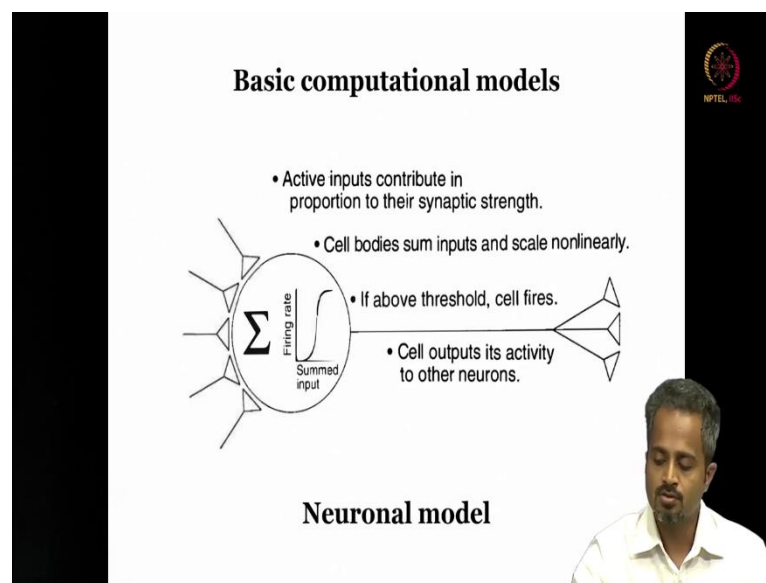 Basic computational models
NPTEL, IISc
• Active inputs contribute in
proportion to their synaptic strength.
• Cell bodies sum inputs and scale nonlinearly.
• If above threshold, cell fires.
Σ
Firing rate
Summed
input
• Cell outputs its activity
to other neurons.
Neuronal model